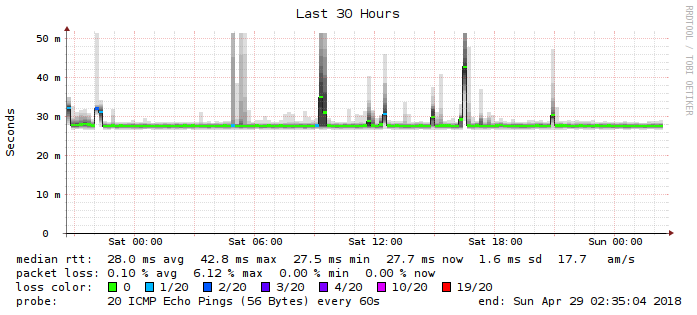 Last 30 Hours
RRDTOOL / TOBI OETIKER
Seconds
50 m
40 m
30 m
20 m
10 m
0
Sat 00:00 Sat 06:00 Sat 12:00 Sat 18:00 Sun 00:00
median rtt: 28.0 ms avg 42.8 ms max 27.5 ms min 27.7 ms now 1.6 ms sd 17.7 am/s
packet loss: 0.10 % avg 6.12 % max 0.00 % min 0.00 % now
loss color: 0 1/20 2/20 3/20 4/20 10/20 19/20
probe: 20 ICMP Echo Pings (56 Bytes) every 60s end: Sun Apr 29 02:35:04 2018